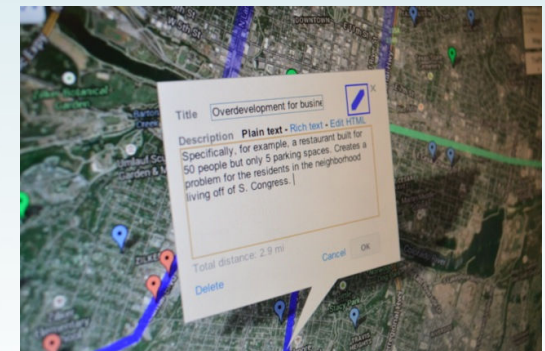 DOWNTOWN
Title Overdevelopment for busine
x
Description Plain text - Rich text - Edit HTML
Specifically, for example, a restaurant built for
50 people but only 5 parking spaces. Creates a
problem for the residents in the neighborhood
living off of S. Congress.
Total distance: 2.9 mi
Cancel OK
Delete